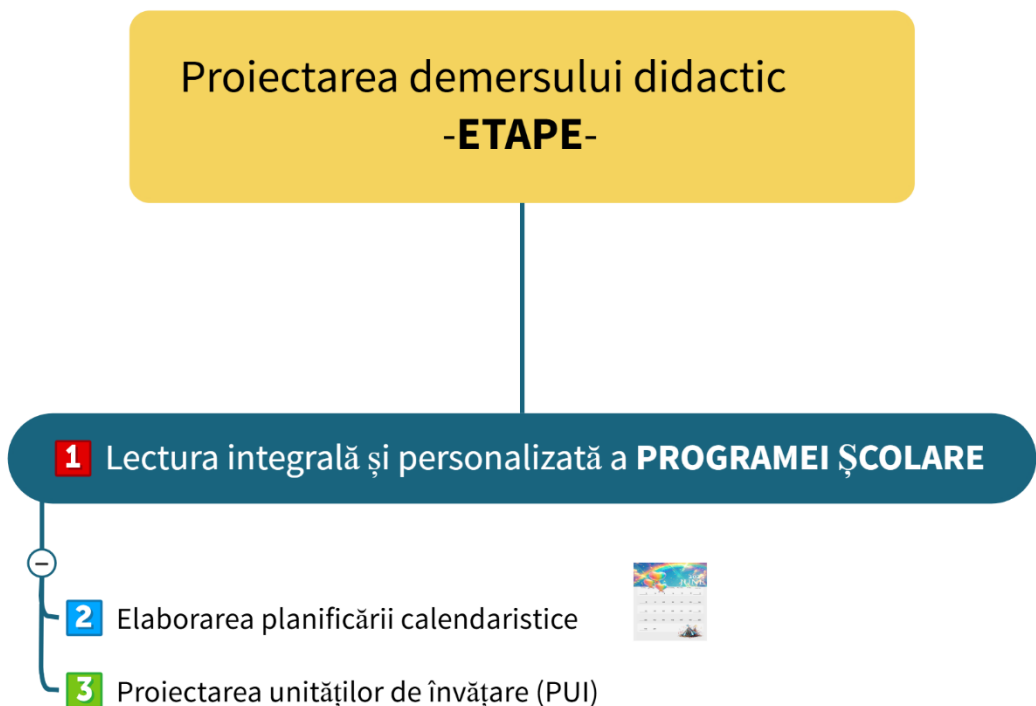 Proiectarea demersului didactic
-ETAPE-
1 Lectura integrală și personalizată a PROGRAMEI ȘCOLARE
2 Elaborarea planificării calendaristice
JUNE
3 Proiectarea unităților de învățare (PUI)